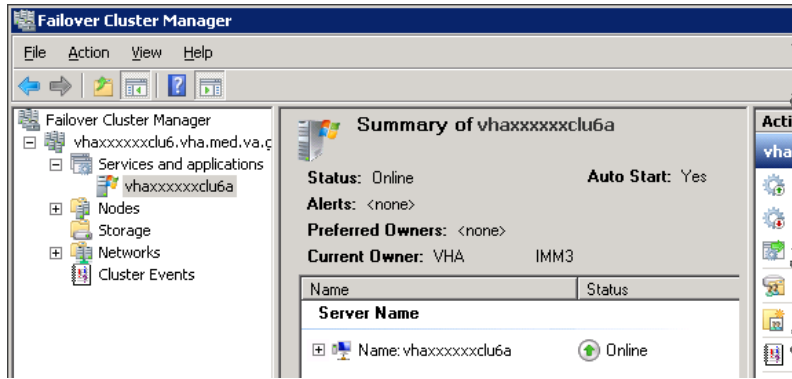 Failover Cluster Manager
File Action View Help
Failover Cluster Manager
vhaxxxxxxclu6.vha.med.va.g
Services and applications
vhaxxxxxxclu6a
Nodes
Storage
Networks
Cluster Events
Summary of vhaxxxxxxclu6a
Status: Online Auto Start: Yes
Alerts: <none>
Preferred Owners: <none>
Current Owner: VHA IMM3
Name Status
Server Name
Name: vhaxxxxxxclu6a Online
Acti
vha